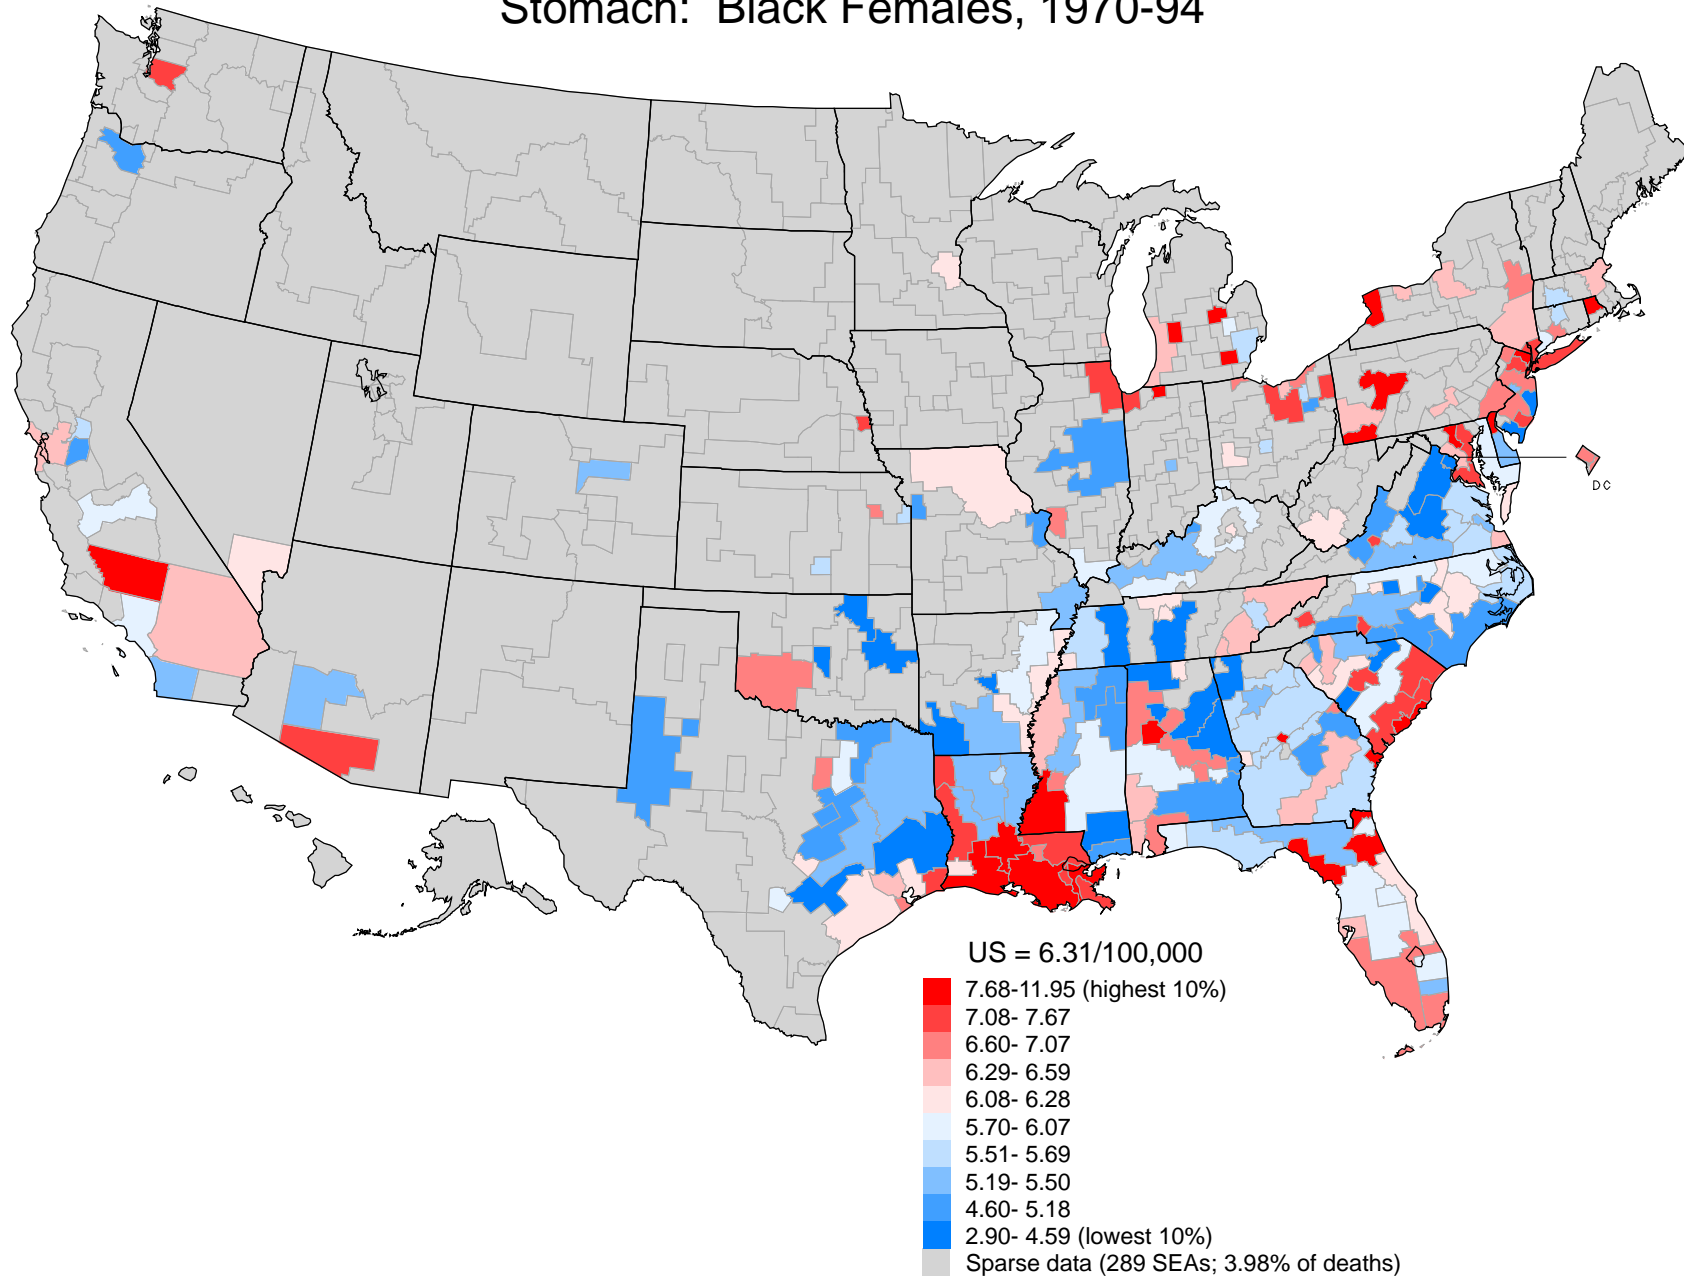 Stomach: Black Females, 1970-94
DC
US = 6.31/100,000
7.68-11.95 (highest 10%)
7.08- 7.67
6.60- 7.07
6.29- 6.59
6.08- 6.28
5.70- 6.07
5.51- 5.69
5.19- 5.50
4.60- 5.18
2.90- 4.59 (lowest 10%)
Sparse data (289 SEAs; 3.98% of deaths)